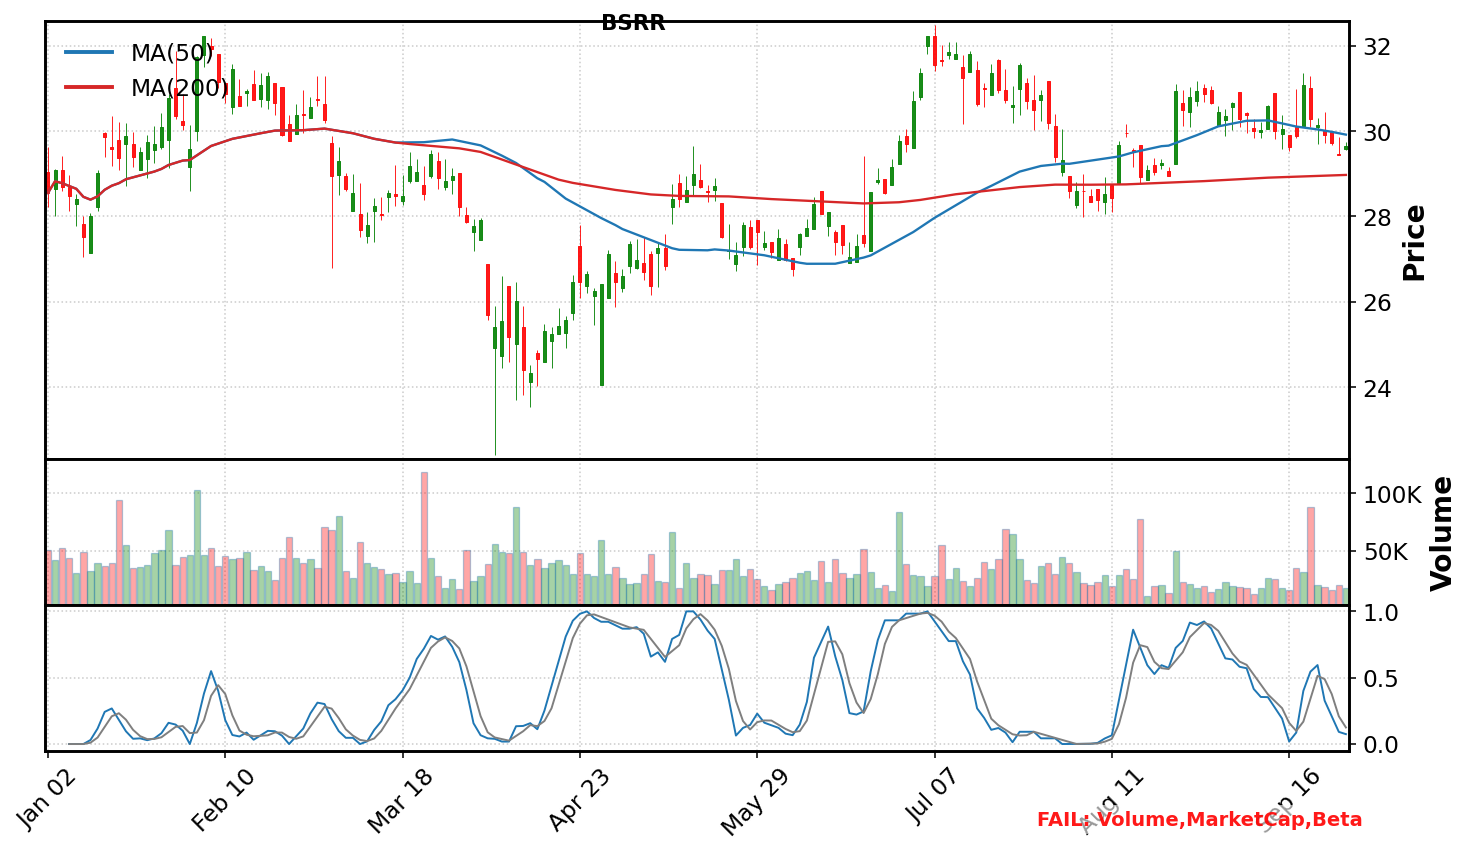 BSRR
MA(50)
MA(200)
32
30
28
26
24
Price
100K
50K
Volume
1.0
0.5
0.0
Jan 02
Feb 10
Mar 18
Apr 23
May 29
Jul 07
Aug 11
Sep 16
FAIL: Volume,MarketCap,Beta